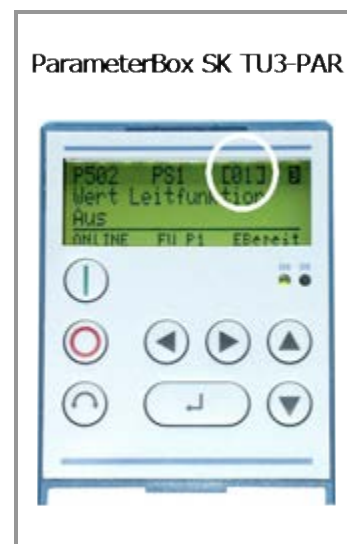 ParameterBox SK TU3-PAR
P502 PS1 [01]
Wert Leitfunktion
Aus
ONLINE FU P1 EBereit